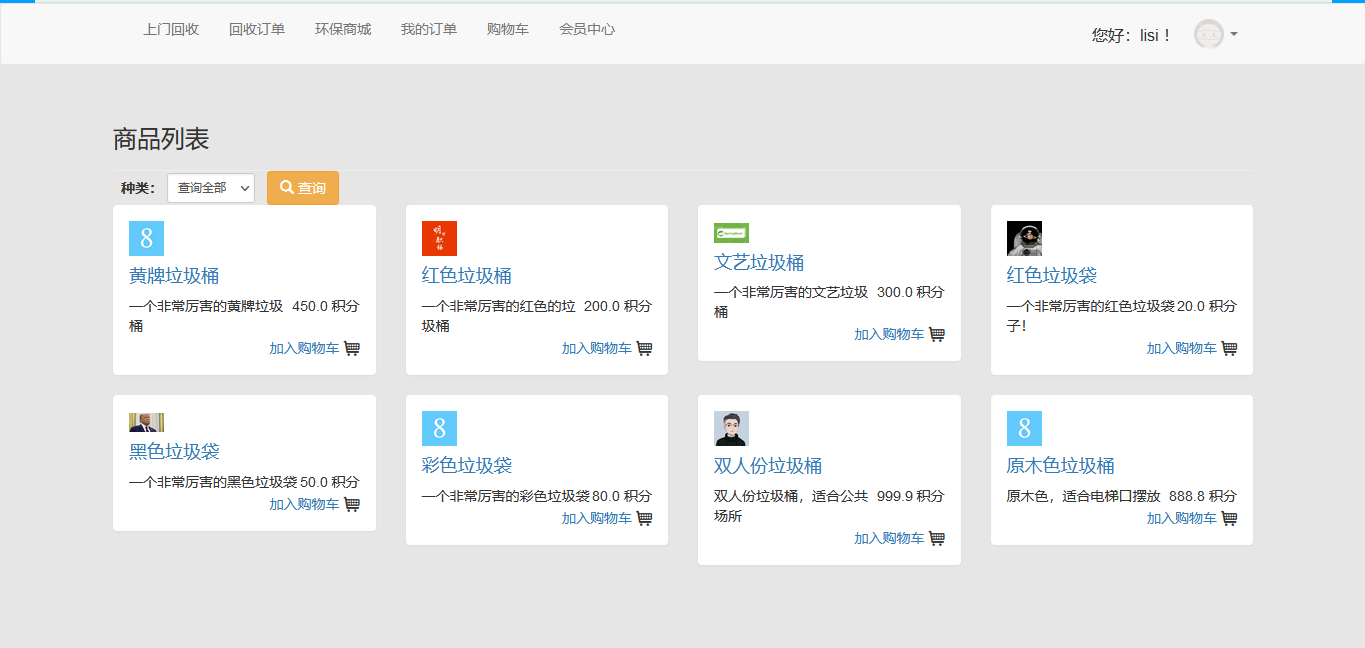 上门回收 回收订单 环保商城 我的订单 购物车 会员中心 您好：lisi！
商品列表
种类： 查询全部 查询
8
黄牌垃圾桶
一个非常厉害的黄牌垃圾桶 450.0 积分
加入购物车
红色垃圾桶
一个非常厉害的红色的垃圾桶 200.0 积分
加入购物车
文艺垃圾桶
一个非常厉害的文艺垃圾桶 300.0 积分
加入购物车
红色垃圾袋
一个非常厉害的红色垃圾袋子！ 20.0 积分
加入购物车
黑色垃圾袋
一个非常厉害的黑色垃圾袋 50.0 积分
加入购物车
8
彩色垃圾袋
一个非常厉害的彩色垃圾袋 80.0 积分
加入购物车
双人份垃圾桶
双人份垃圾桶，适合公共场所 999.9 积分
加入购物车
8
原木色垃圾桶
原木色，适合电梯口摆放 888.8 积分
加入购物车